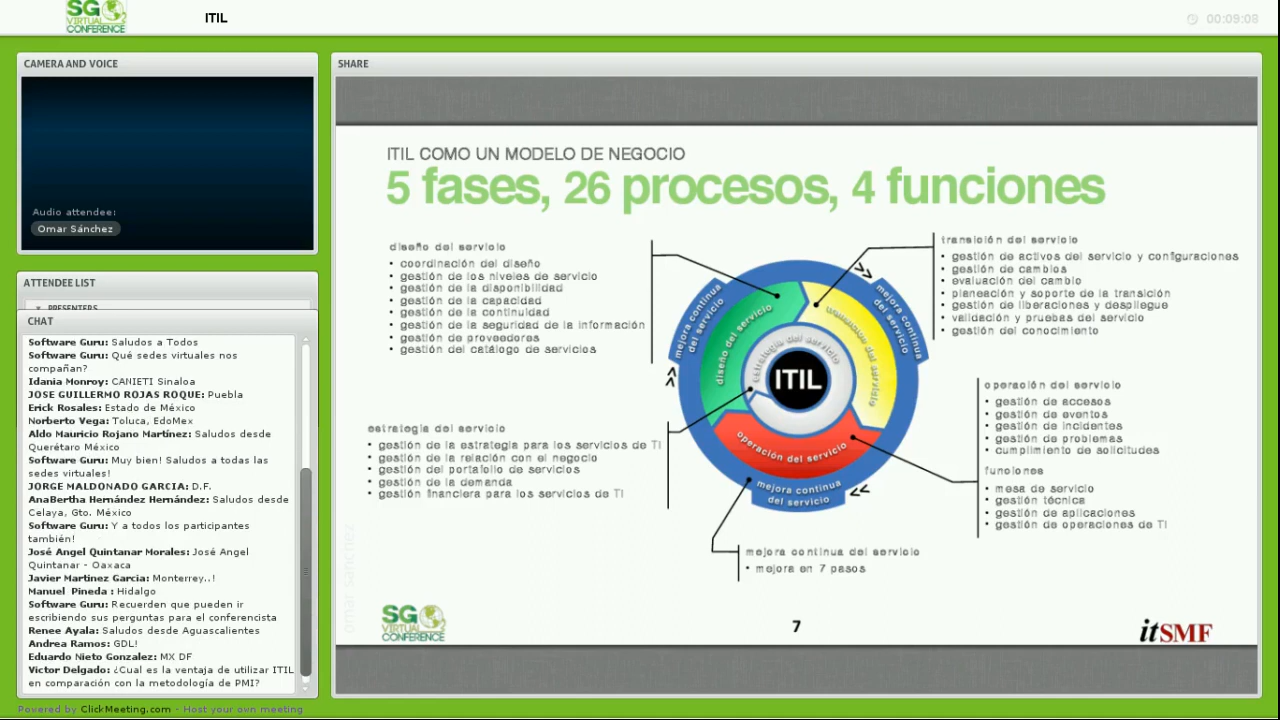 SG
VIRTUAL
CONFERENCE
ITIL
00:09:08
CAMERA AND VOICE
Audio attendee:
Omar Sánchez
ATTENDEE LIST
PRESENTERS
CHAT
Software Guru: Saludos a Todos
Software Guru: Qué sedes virtuales nos
compañan?
Idania Monroy: CANIETI Sinaloa
JOSE GUILLERMO ROJAS ROQUE: Puebla
Erick Rosales: Estado de México
Norberto Vega: Toluca, EdoMex
Aldo Mauricio Rojano Martínez: Saludos desde
Querétaro México
Software Guru: Muy bien! Saludos a todas las
sedes virtuales!
JORGE MALDONADO GARCIA: D.F.
AnaBertha Hernández Hernández: Saludos desde
Celaya, Gto. México
Software Guru: Y a todos los participantes
también!
José Angel Quintanar Morales: José Angel
Quintanar - Oaxaca
Javier Martinez Garcia: Monterrey..!
Manuel Pineda : Hidalgo
Software Guru: Recuerden que pueden ir
escribiendo sus perguntas para el conferencista
Renee Ayala: Saludos desde Aguascalientes
Andrea Ramos: GDL!
Eduardo Nieto Gonzalez: MX DF
Victor Delgado: ¿Cual es la ventaja de utilizar ITIL
en comparación con la metodología de PMI?
Powered by ClickMeeting.com - Host your own meeting
SHARE
ITIL COMO UN MODELO DE NEGOCIO
5 fases, 26 procesos, 4 funciones
diseño del servicio
• coordinación del diseño
• gestión de los niveles de servicio
• gestión de la disponibilidad
• gestión de la capacidad
• gestión de la continuidad
• gestión de la seguridad de la información
• gestión de proveedores
• gestión del catálogo de servicios
estrategia del servicio
• gestión de la estrategia para los servicios de TI
• gestión de la relación con el negocio
• gestión del portafolio de servicios
• gestión de la demanda
• gestión financiera para los servicios de TI
mejora continua
del servicio
diseño del servicio
estrategia del servicio
ITIL
transición del servicio
mejora continua
del servicio
operación del servicio
mejora continua
del servicio
transición del servicio
• gestión de activos del servicio y configuraciones
• gestión de cambios
• evaluación del cambio
• planeación y soporte de la transición
• gestión de liberaciones y despliegue
• validación y pruebas del servicio
• gestión del conocimiento
operación del servicio
• gestión de accesos
• gestión de eventos
• gestión de incidentes
• gestión de problemas
• cumplimiento de solicitudes
funciones
• mesa de servicio
• gestión técnica
• gestión de aplicaciones
• gestión de operaciones de TI
mejora continua del servicio
• mejora en 7 pasos
omar sánchez
SG
VIRTUAL
CONFERENCE
7
itSMF